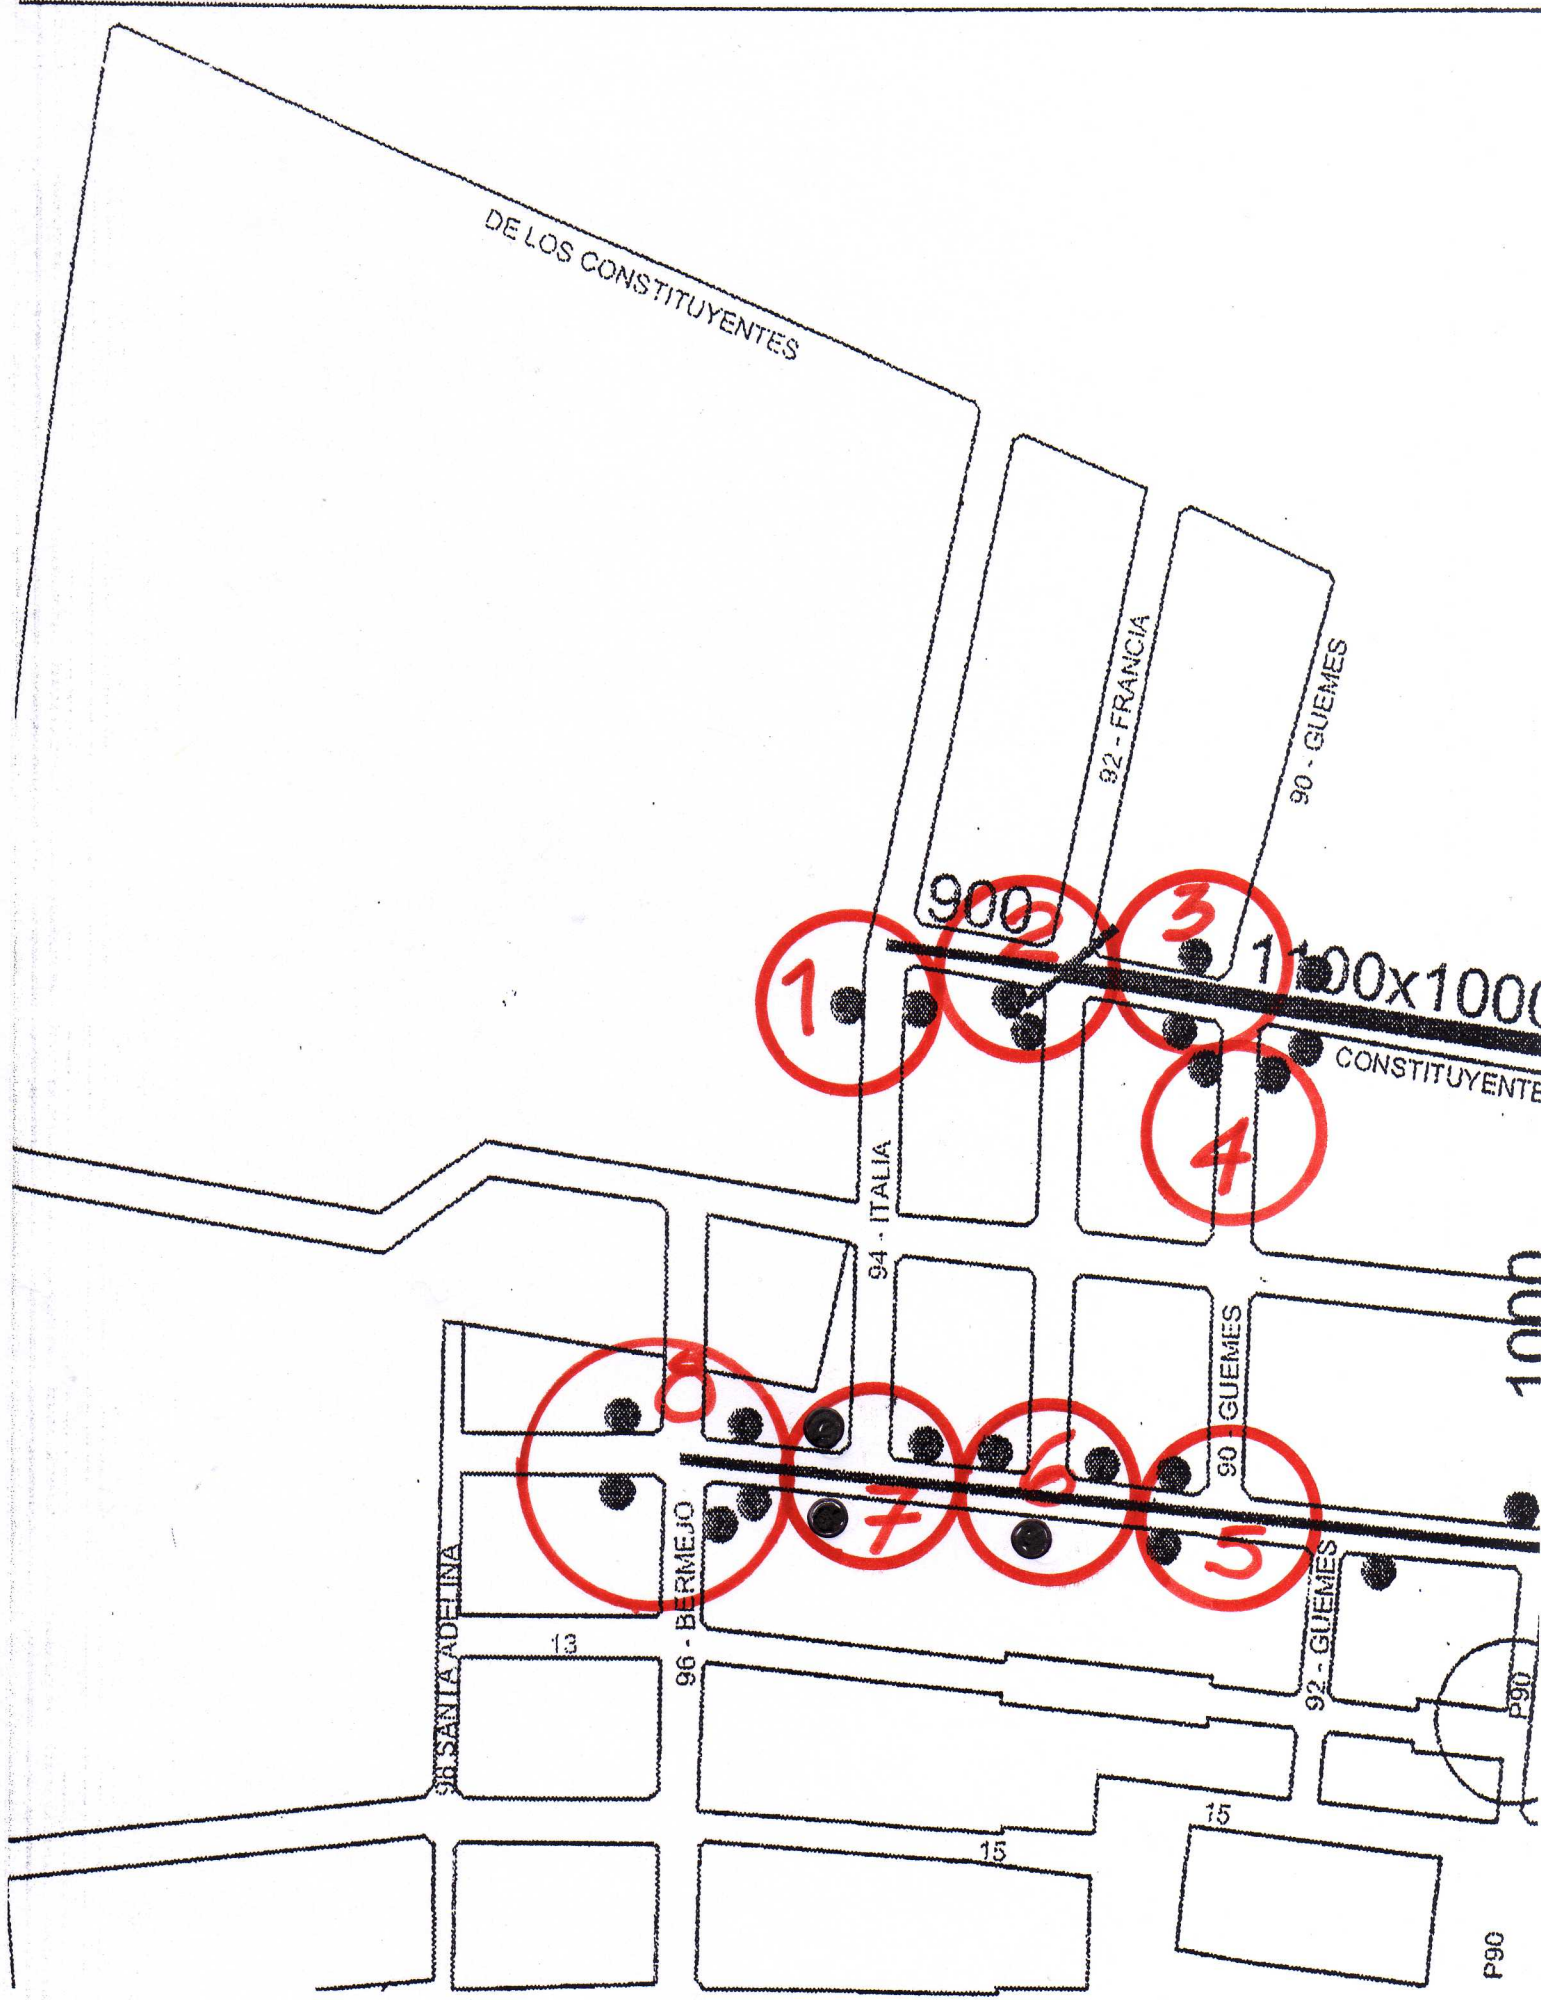 DE LOS CONSTITUYENTES
92 - FRANCIA
90 - GUEMES
900
2
3
1
1100x1000
CONSTITUYENTE
4
94 - ITALIA
1000
90 - GUEMES
8
7
6
5
96 - BERMEJO
98 SANTA ADELINA
92 - GUEMES
13
P90
15
15
P90